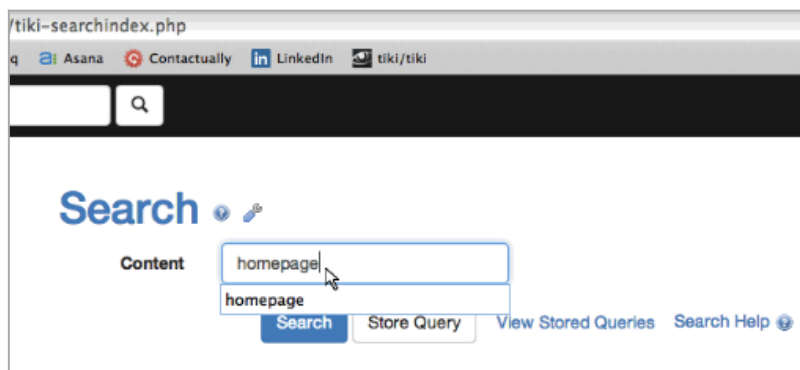 /tiki-searchindex.php
q Asana Contactually LinkedIn tiki/tiki
Search
Content homepage
homepage
Search Store Query View Stored Queries Search Help